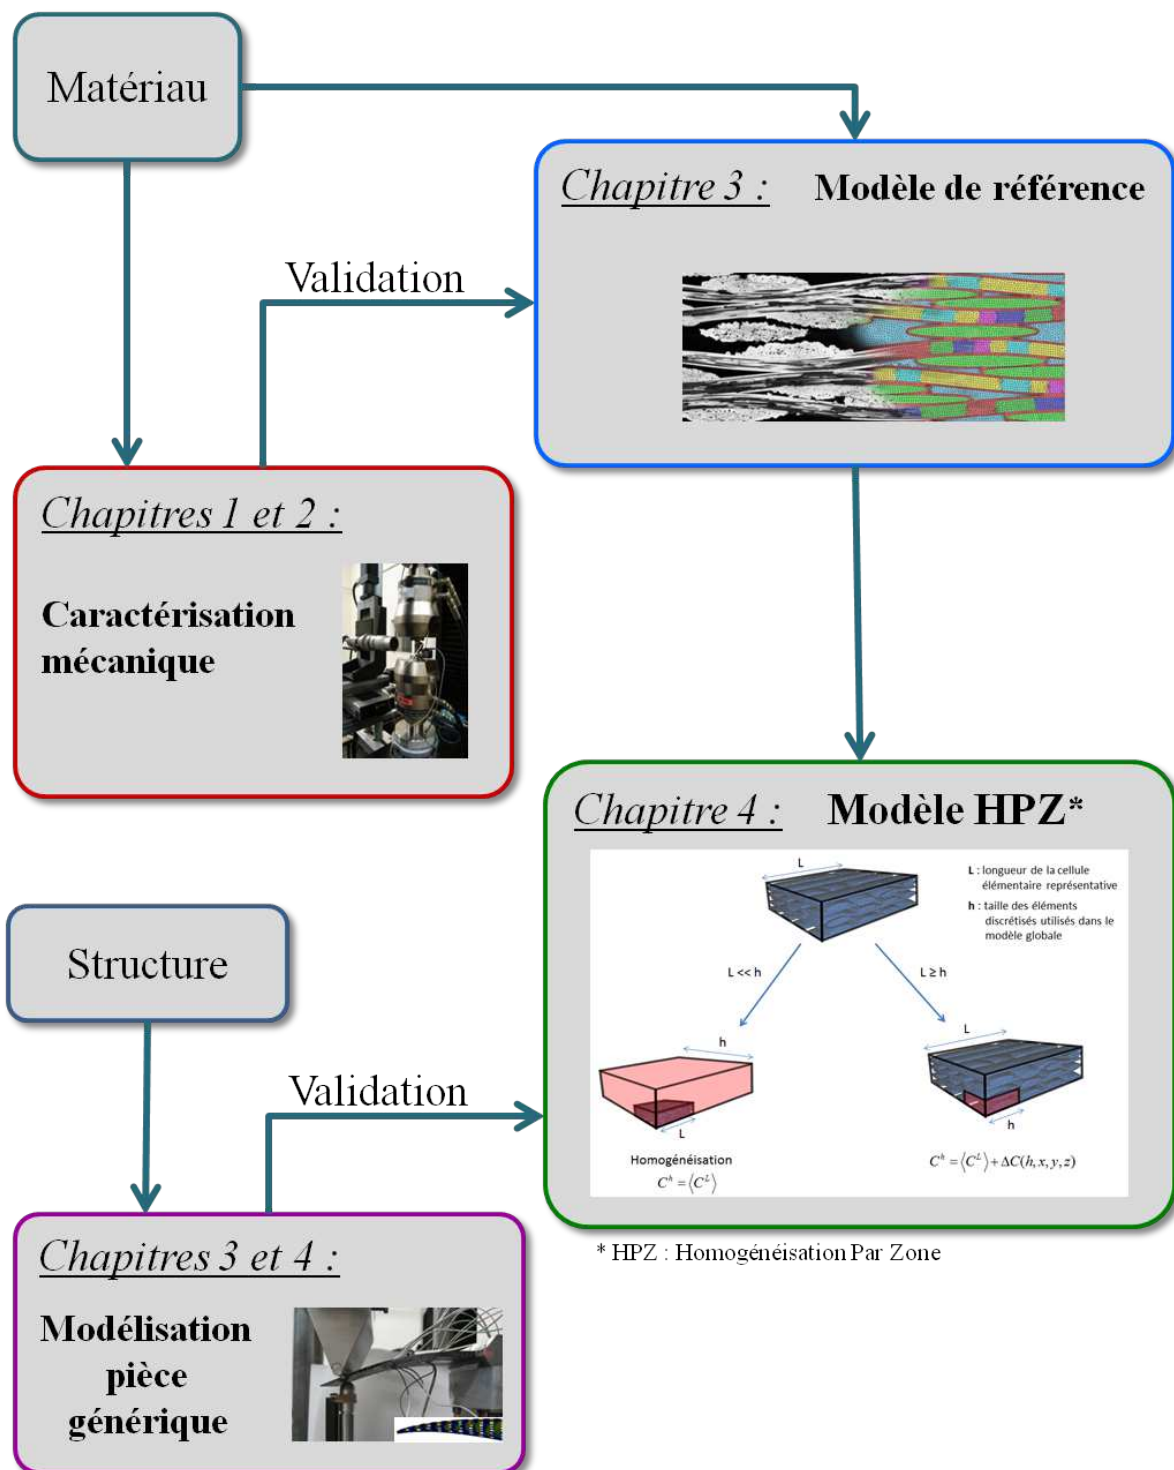 Matériau
Chapitre 3 : Modèle de référence
Validation
Chapitres 1 et 2 :
Caractérisation
mécanique
Chapitre 4 : Modèle HPZ*
L
L : longueur de la cellule
élémentaire représentative
h : taille des éléments
discrétisés utilisés dans le
modèle globale
L << h
L ≥ h
h
L
L
h
Homogénéisation
C^h = ⟨C^L⟩
C^h = ⟨C^L⟩ + ΔC(h, x, y, z)
Structure
Validation
* HPZ : Homogénéisation Par Zone
Chapitres 3 et 4 :
Modélisation
pièce
générique